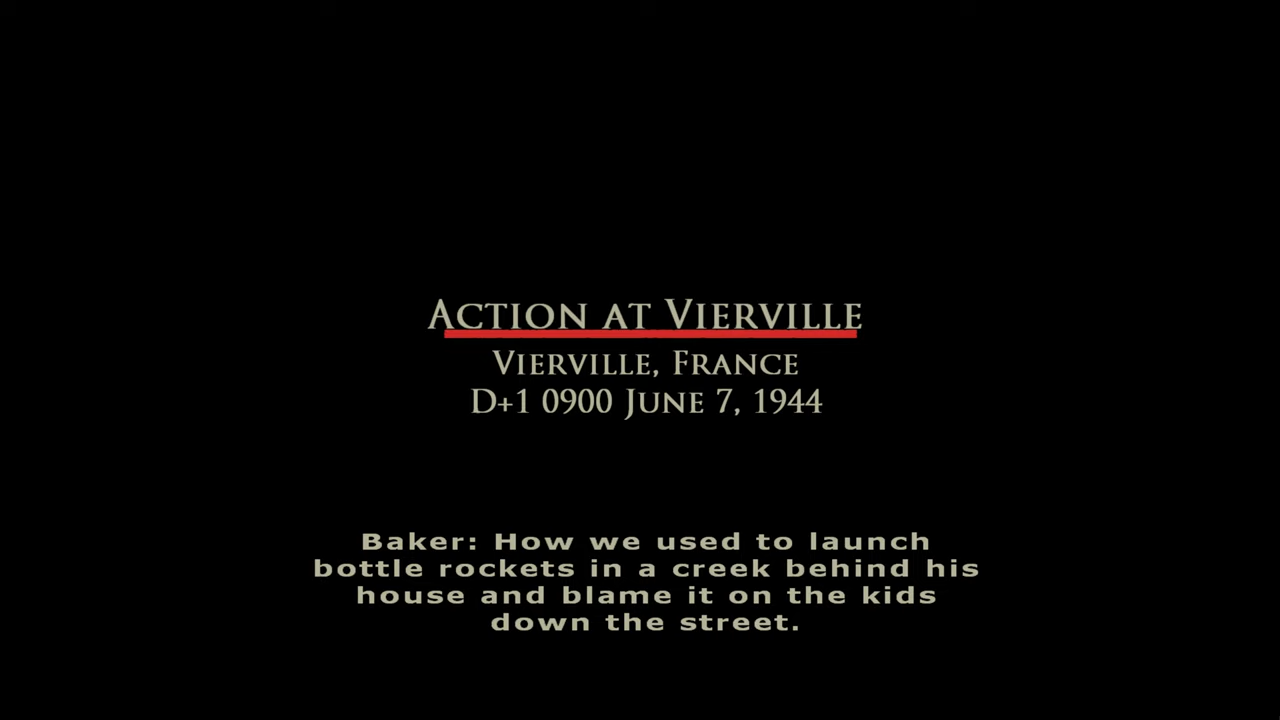 Action at Vierville
Vierville, France
D+1 0900 June 7, 1944
Baker: How we used to launch
bottle rockets in a creek behind his
house and blame it on the kids
down the street.